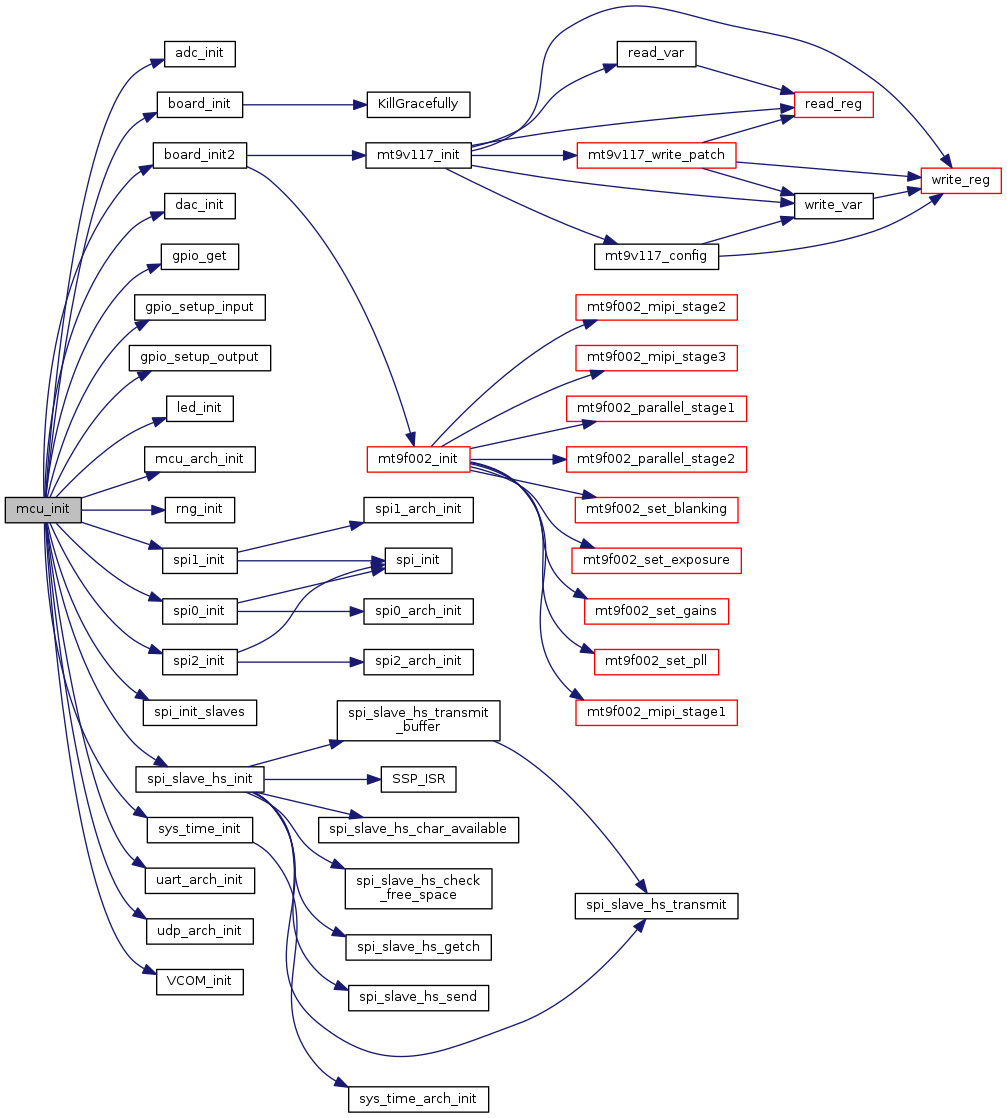 mcu_init
adc_init
board_init
board_init2
dac_init
gpio_get
gpio_setup_input
gpio_setup_output
led_init
mcu_arch_init
rng_init
spi1_init
spi0_init
spi2_init
spi_init_slaves
spi_slave_hs_init
sys_time_init
uart_arch_init
udp_arch_init
VCOM_init
KillGracefully
mt9v117_init
mt9f002_init
spi1_arch_init
spi_init
spi0_arch_init
spi2_arch_init
spi_slave_hs_transmit
_buffer
SSP_ISR
spi_slave_hs_char_available
spi_slave_hs_check
_free_space
spi_slave_hs_getch
spi_slave_hs_send
sys_time_arch_init
read_var
mt9v117_write_patch
mt9v117_config
mt9f002_mipi_stage2
mt9f002_mipi_stage3
mt9f002_parallel_stage1
mt9f002_parallel_stage2
mt9f002_set_blanking
mt9f002_set_exposure
mt9f002_set_gains
mt9f002_set_pll
mt9f002_mipi_stage1
spi_slave_hs_transmit
read_reg
write_var
write_reg